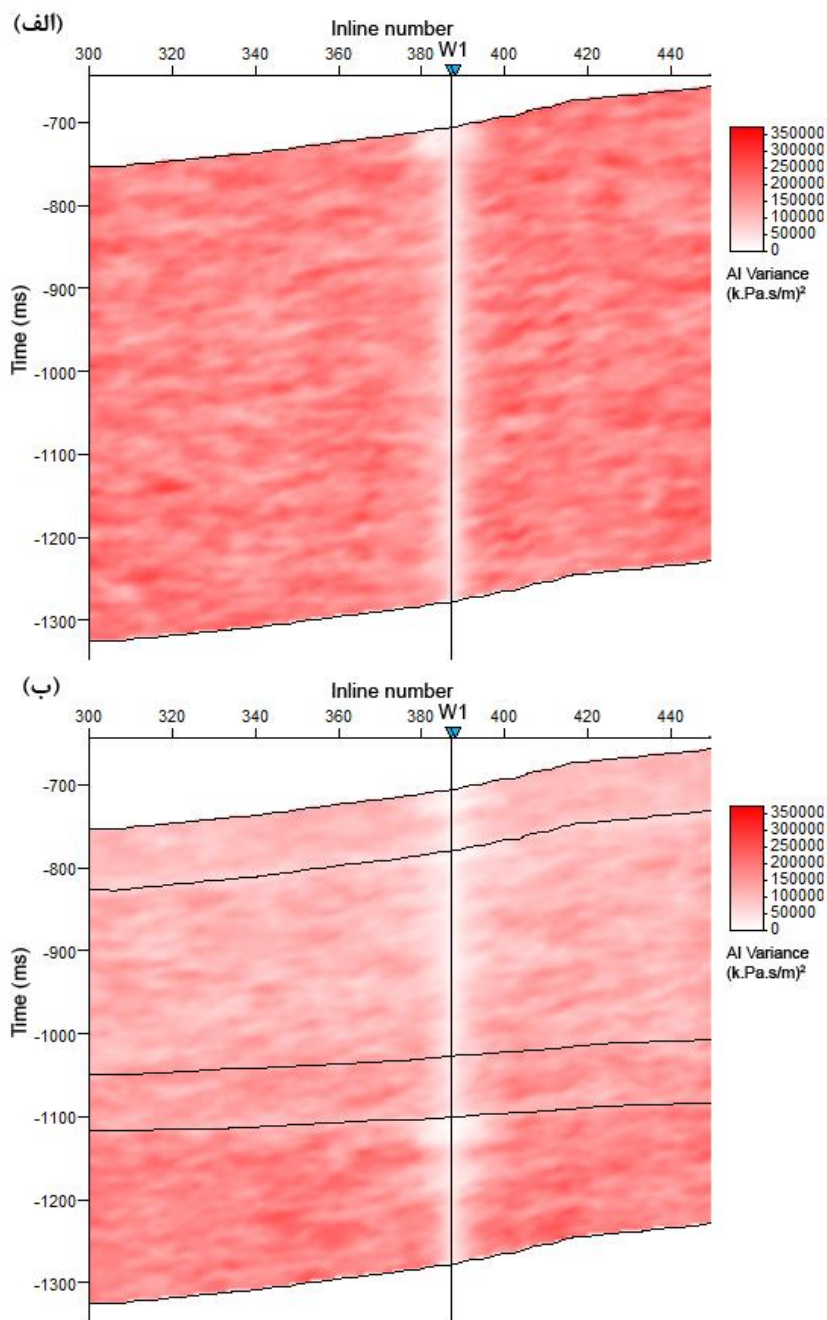 (الف)
Inline number
W1
300 320 340 360 380 400 420 440
-700
-800
-900
-1000
-1100
-1200
-1300
Time (ms)
350000
300000
250000
200000
150000
100000
50000
0
AI Variance
(k.Pa.s/m)²
(ب)
Inline number
W1
300 320 340 360 380 400 420 440
-700
-800
-900
-1000
-1100
-1200
-1300
Time (ms)
350000
300000
250000
200000
150000
100000
50000
0
AI Variance
(k.Pa.s/m)²